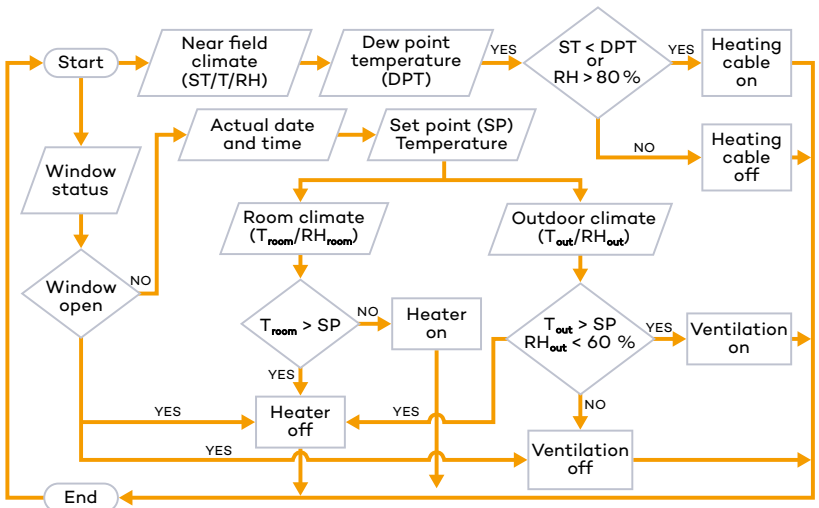 Start
Near field
climate
(ST/T/RH)
Dew point
temperature
(DPT)
YES
ST < DPT
or
RH > 80 %
YES
Heating
cable
on
NO
Heating
cable
off
Window
status
Actual date
and time
Set point (SP)
Temperature
Window
open
NO
Room climate
(Troom/RHroom)
Outdoor climate
(Tout/RHout)
Troom > SP
NO
Heater
on
YES
Tout > SP
RHout < 60 %
YES
Ventilation
on
YES
Heater
off
YES
NO
YES
Ventilation
off
End